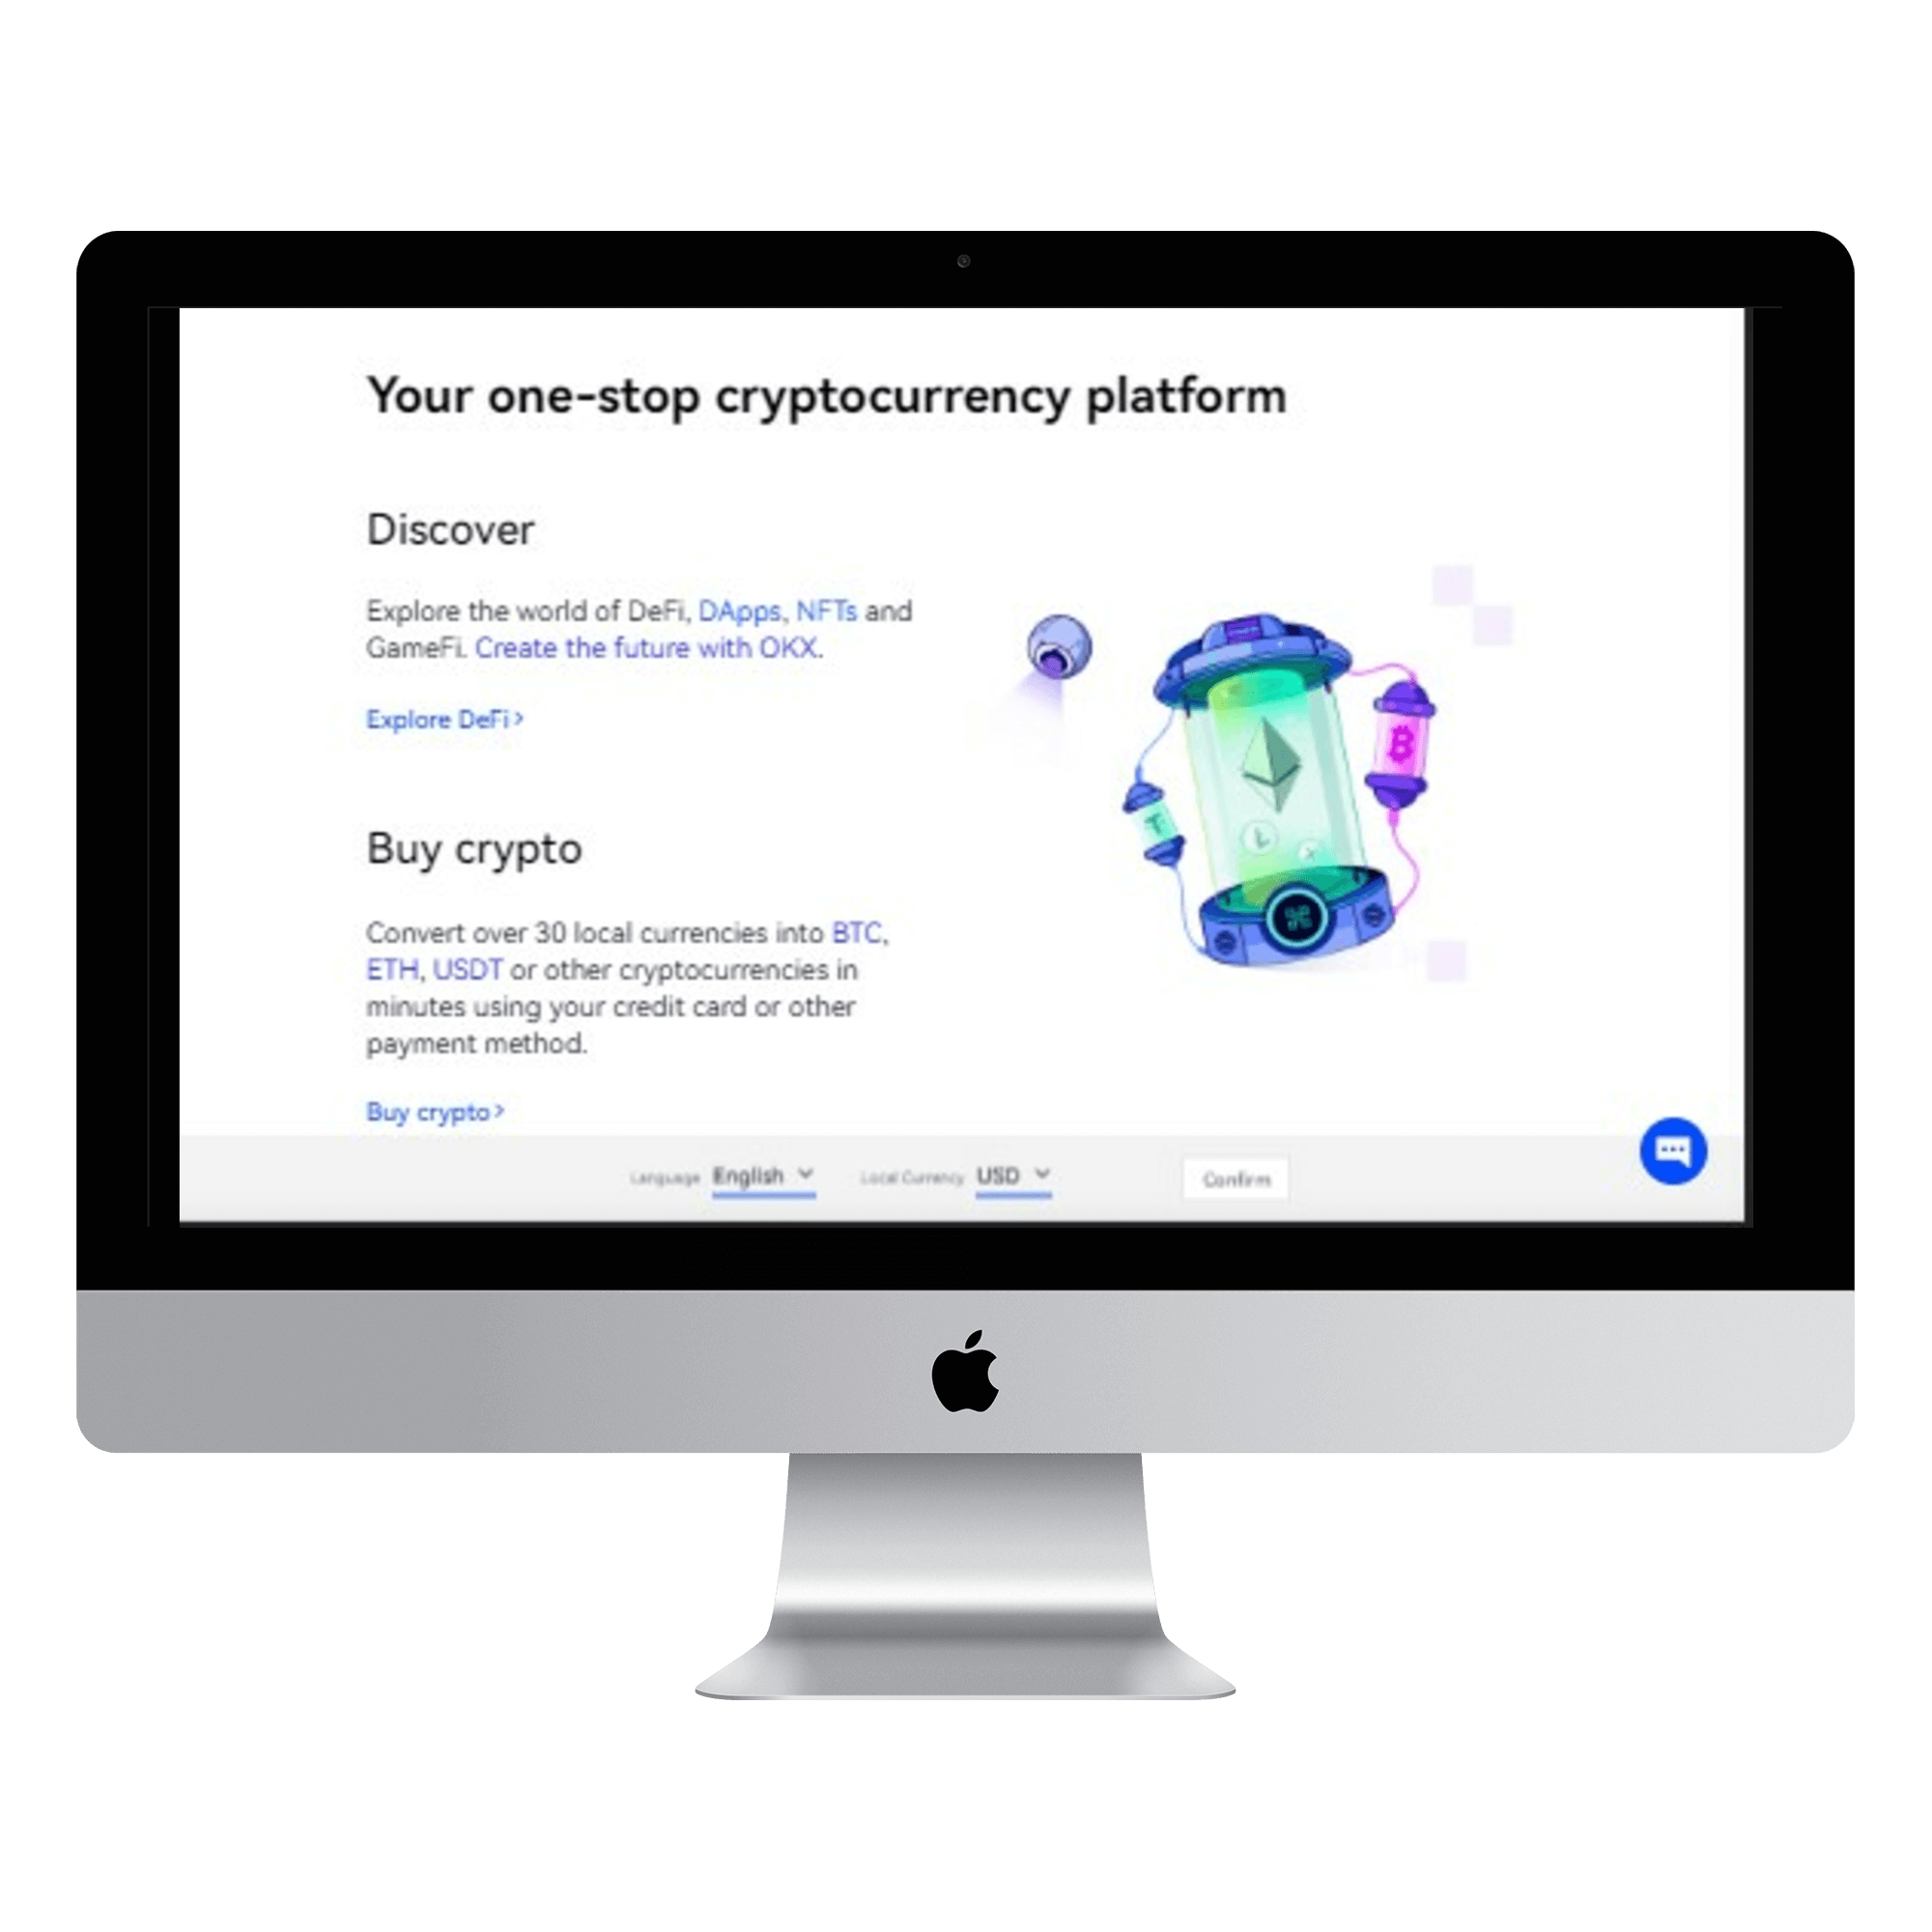 Your one-stop cryptocurrency platform
Discover
Explore the world of DeFi, DApps, NFTs and
GameFi. Create the future with OKX.
Explore DeFi >
Buy crypto
Convert over 30 local currencies into BTC,
ETH, USDT or other cryptocurrencies in
minutes using your credit card or other
payment method.
Buy crypto >
Language English Local Currency USD Confirm